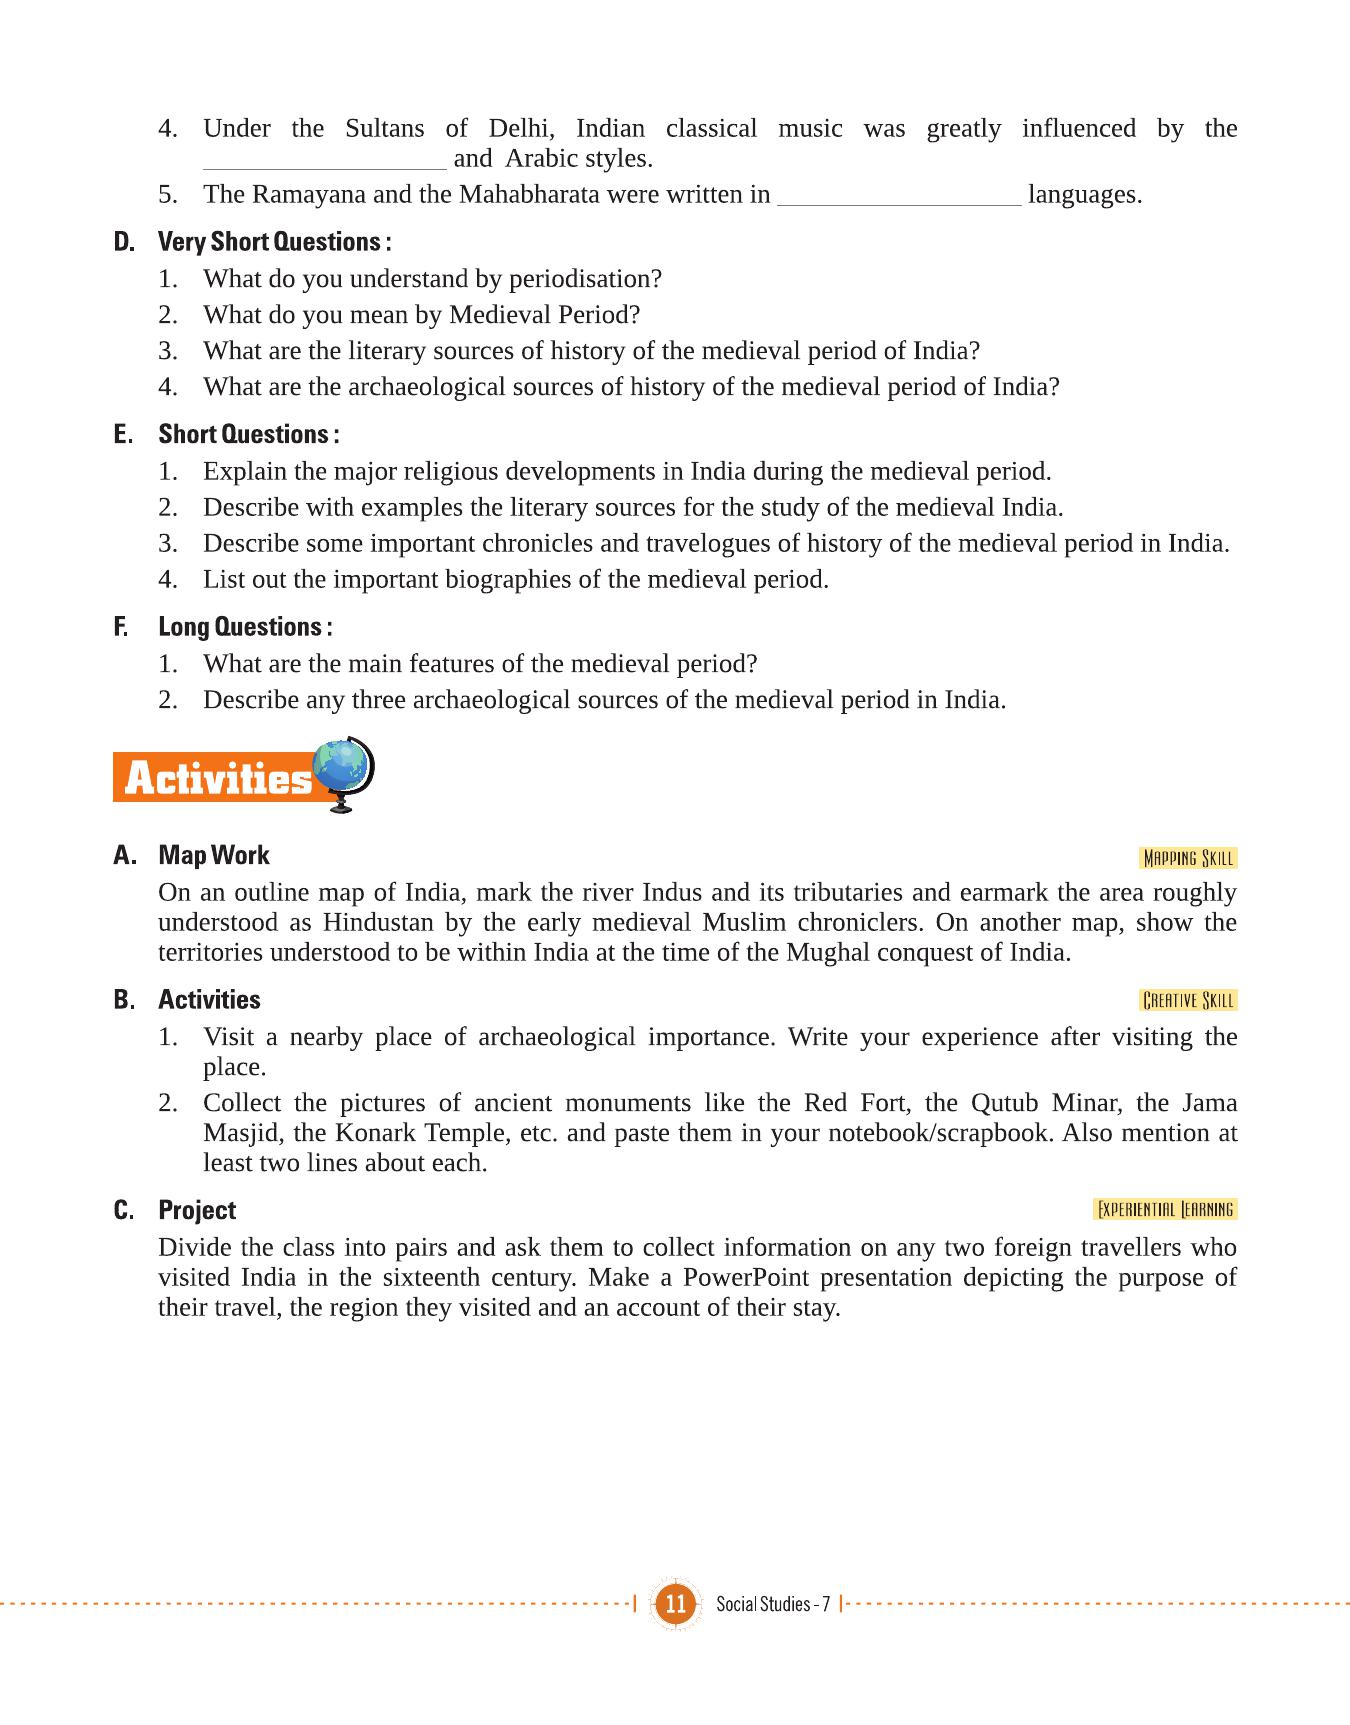 4. Under the Sultans of Delhi, Indian classical music was greatly influenced by the
__________________ and Arabic styles.
5. The Ramayana and the Mahabharata were written in __________________ languages.
D. Very Short Questions :
1. What do you understand by periodisation?
2. What do you mean by Medieval Period?
3. What are the literary sources of history of the medieval period of India?
4. What are the archaeological sources of history of the medieval period of India?
E. Short Questions :
1. Explain the major religious developments in India during the medieval period.
2. Describe with examples the literary sources for the study of the medieval India.
3. Describe some important chronicles and travelogues of history of the medieval period in India.
4. List out the important biographies of the medieval period.
F. Long Questions :
1. What are the main features of the medieval period?
2. Describe any three archaeological sources of the medieval period in India.
Activities
A. Map Work MAPPING SKILL
On an outline map of India, mark the river Indus and its tributaries and earmark the area roughly
understood as Hindustan by the early medieval Muslim chroniclers. On another map, show the
territories understood to be within India at the time of the Mughal conquest of India.
B. Activities CREATIVE SKILL
1. Visit a nearby place of archaeological importance. Write your experience after visiting the
place.
2. Collect the pictures of ancient monuments like the Red Fort, the Qutub Minar, the Jama
Masjid, the Konark Temple, etc. and paste them in your notebook/scrapbook. Also mention at
least two lines about each.
C. Project EXPERIENTIAL LEARNING
Divide the class into pairs and ask them to collect information on any two foreign travellers who
visited India in the sixteenth century. Make a PowerPoint presentation depicting the purpose of
their travel, the region they visited and an account of their stay.
11 Social Studies - 7